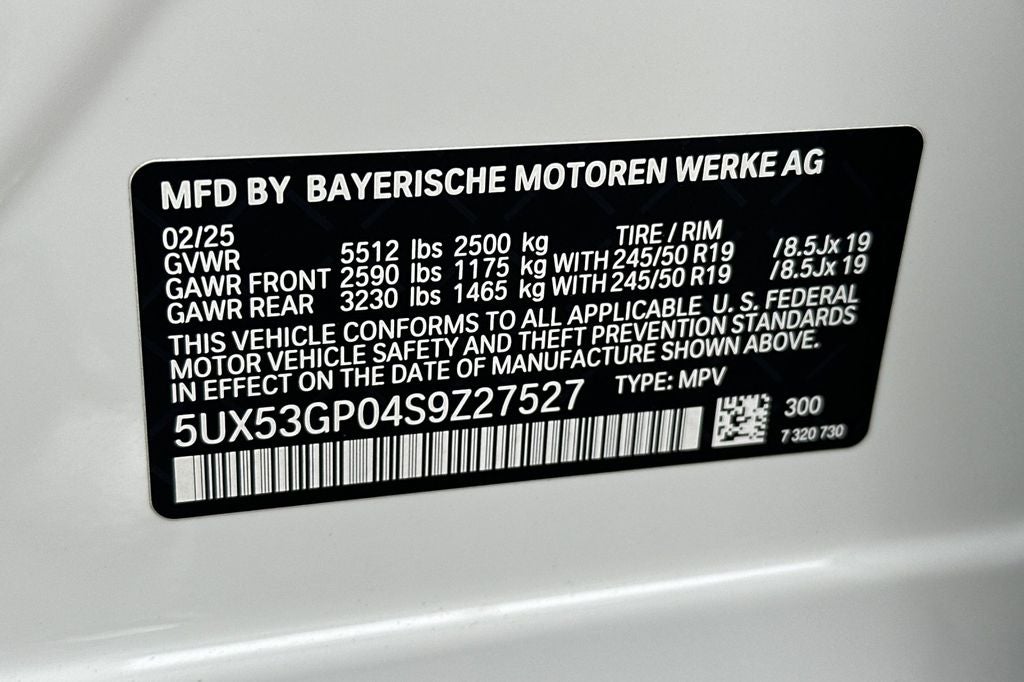 MFD BY BAYERISCHE MOTOREN WERKE AG
02/25 TIRE / RIM
GVWR 5512 lbs 2500 kg
GAWR FRONT 2590 lbs 1175 kg WITH 245/50 R19 /8.5Jx 19
GAWR REAR 3230 lbs 1465 kg WITH 245/50 R19 /8.5Jx 19
THIS VEHICLE CONFORMS TO ALL APPLICABLE U. S. FEDERAL
MOTOR VEHICLE SAFETY AND THEFT PREVENTION STANDARDS
IN EFFECT ON THE DATE OF MANUFACTURE SHOWN ABOVE.
5UX53GP04S9Z27527 TYPE: MPV
300
7 320 730